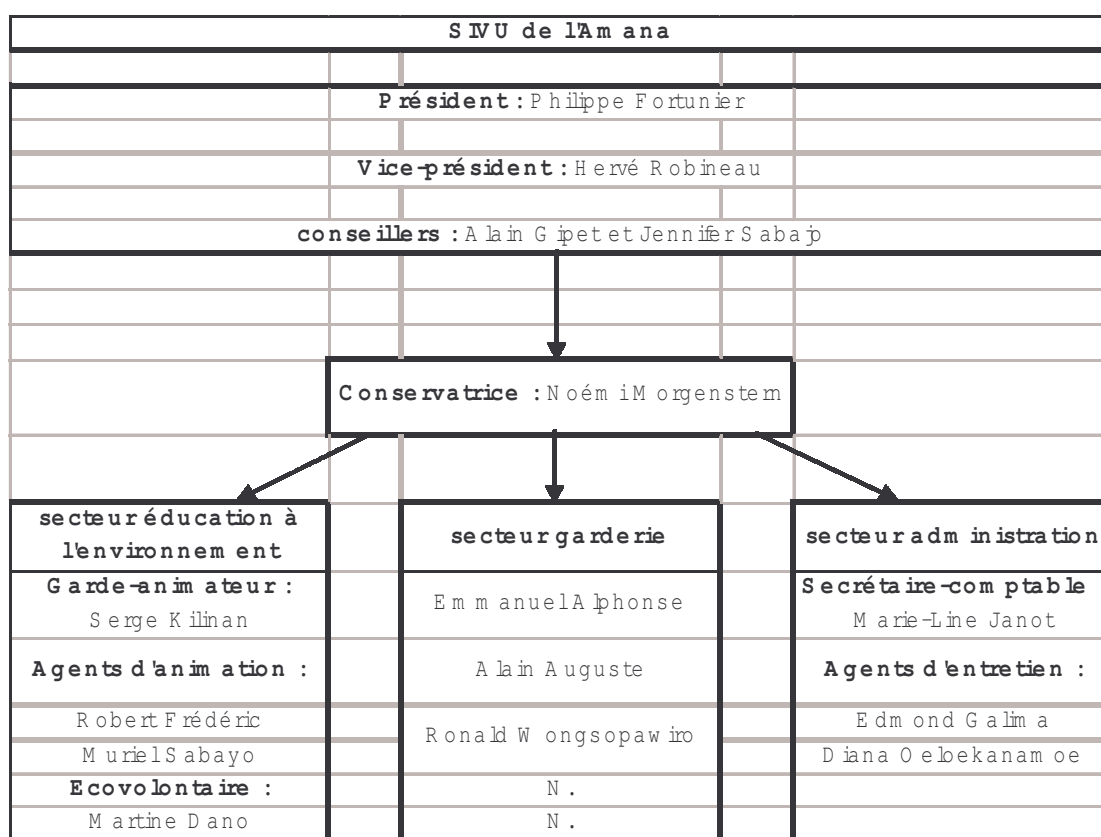 SIVU de l'Amana
Président : Philippe Fortunier
Vice-président : Hervé Robineau
conseillers : Alain Gipet et Jennifer Sabajo
Conservatrice : Noémi Morgenstern
secteur éducation à
l'environnement
Garde-animateur :
Serge Kilinan
Agents d'animation :
Robert Frédéric
Muriel Sabayo
Ecovolontaire :
Martine Dano
secteur garderie
Emmanuel Alphonse
Alain Auguste
Ronald Wongsopawiro
N.
N.
secteur administration
Secrétaire-comptable
Marie-Line Janot
Agents d'entretien :
Edmond Galima
Diana Oeloekanamoe